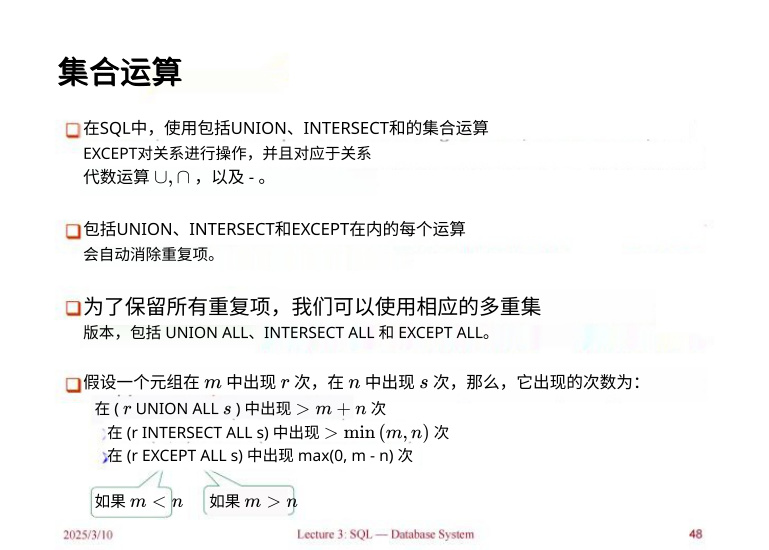 集合运算
在SQL中，使用包括UNION、INTERSECT和的集合运算
EXCEPT对关系进行操作，并且对应于关系
代数运算 ∪,∩ ，以及 - 。
包括UNION、INTERSECT和EXCEPT在内的每个运算
会自动消除重复项。
为了保留所有重复项，我们可以使用相应的多重集
版本，包括 UNION ALL、INTERSECT ALL 和 EXCEPT ALL。
假设一个元组在 m 中出现 r 次，在 n 中出现 s 次，那么，它出现的次数为：
在 ( r UNION ALL s ) 中出现 > m + n 次
在 (r INTERSECT ALL s) 中出现 > min (m, n) 次
在 (r EXCEPT ALL s) 中出现 max(0, m - n) 次
如果 m < n 如果 m > n
2025/3/10 Lecture 3: SQL — Database System 48